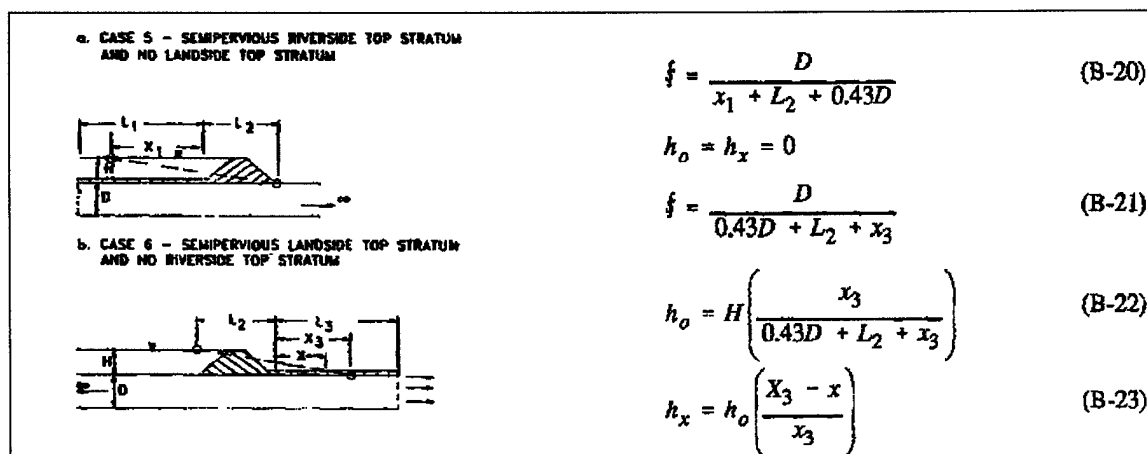 a. CASE 5 - SEMIPERVIOUS RIVERSIDE TOP STRATUM
AND NO LANDSIDE TOP STRATUM
L1 L2
X1
H
D
∞
f = D / (x1 + L2 + 0.43D) (B-20)
ho = hx = 0
f = D / (0.43D + L2 + x3) (B-21)
b. CASE 6 - SEMIPERVIOUS LANDSIDE TOP STRATUM
AND NO RIVERSIDE TOP STRATUM
L2 L3
X3
X
H
D
ho = H(x3 / (0.43D + L2 + x3)) (B-22)
hx = ho((X3 - x) / x3) (B-23)